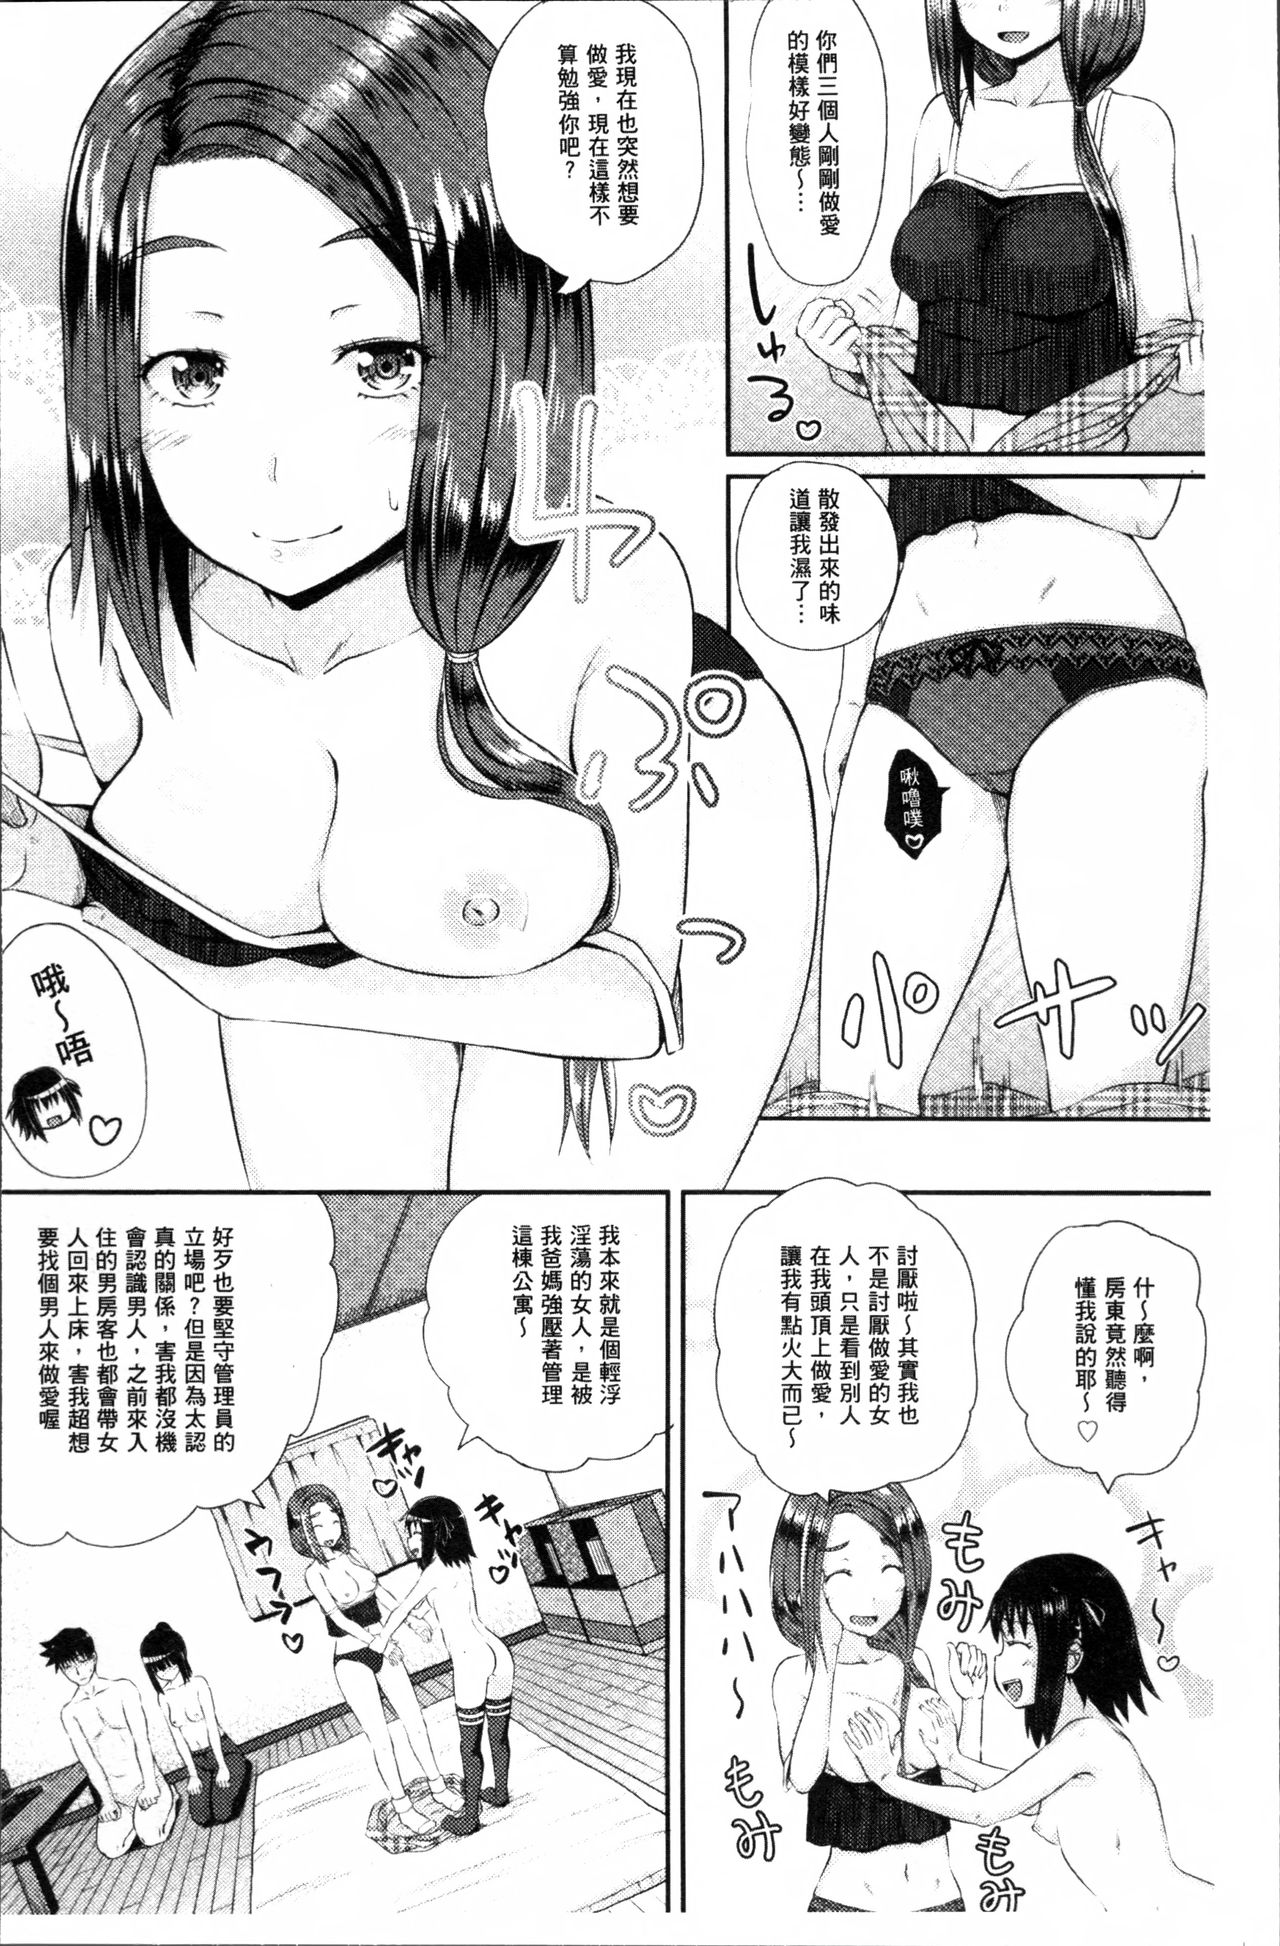 你們三個人剛剛做愛
的模樣好變態～…
しゅる
我現在也突然想要
做愛，現在這樣不
算勉強你吧？
散發出來的味
道讓我濕了…
啾嚕噗
パサッ
哦～唔
什～麼啊，
房東竟然聽得
懂我說的耶～
討厭啦～其實我也
不是討厭做愛的女
人，只是看到別人
在我頭頂上做愛，
讓我有點火大而已～
キャ～
アハハハ～
もみ
もみ
もみ
我本來就是個輕浮
淫蕩的女人，是被
我爸媽強壓著管理
這棟公寓～
好歹也要堅守管理員的
立場吧？但是因為太認
真的關係，害我都沒機
會認識男人，之前來入
住的男房客也都會帶女
人回來上床，害我超想
要找個男人來做愛喔
キャッ
キャッ
ウフフ